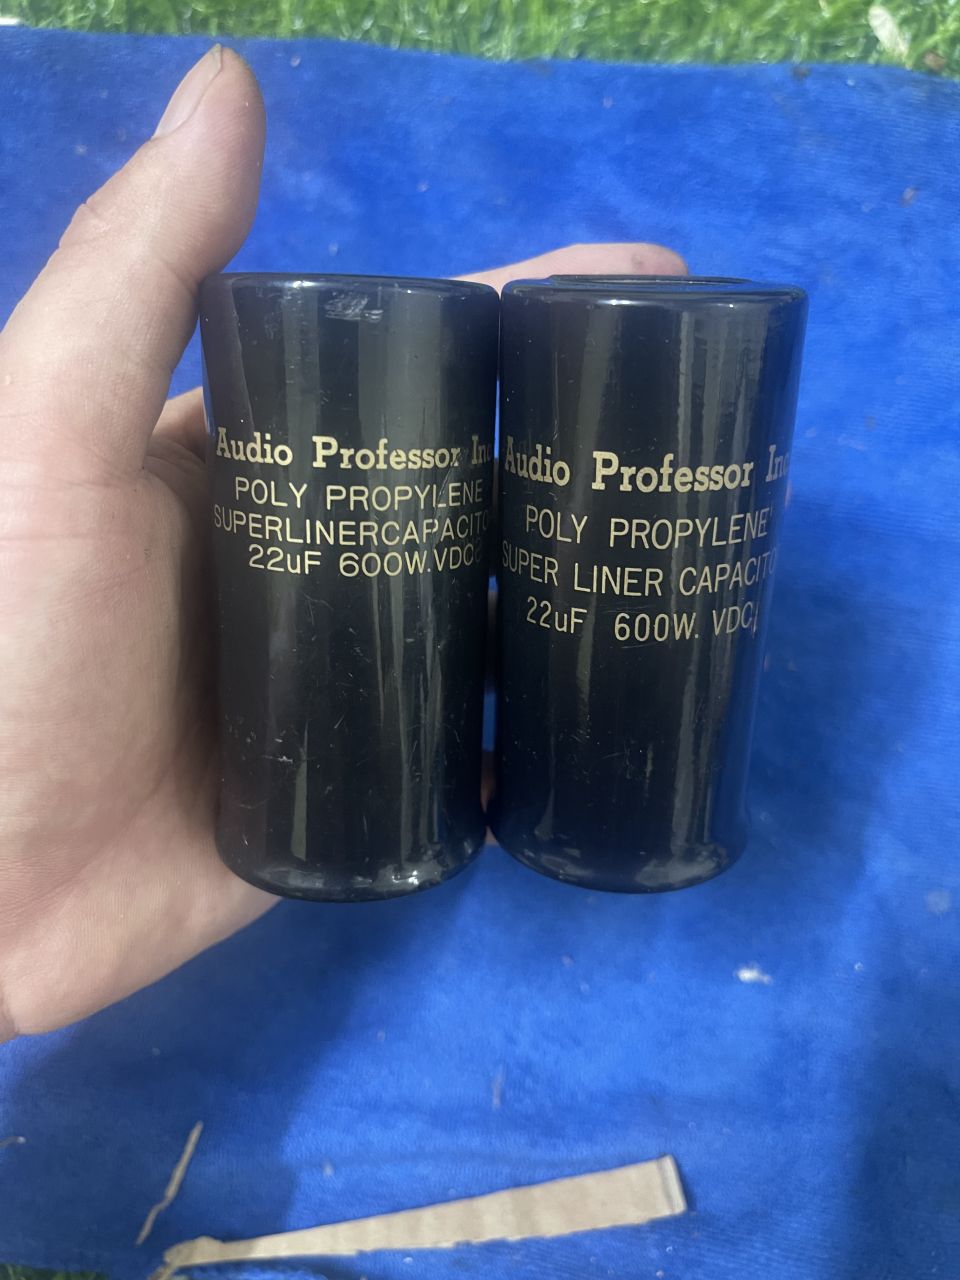 Audio Professor Inc
POLY PROPYLENE
SUPERLINERCAPACITO
22uF 600W.VDC
Audio Professor Inc
POLY PROPYLENE
SUPER LINER CAPACITO
22uF 600W. VDC